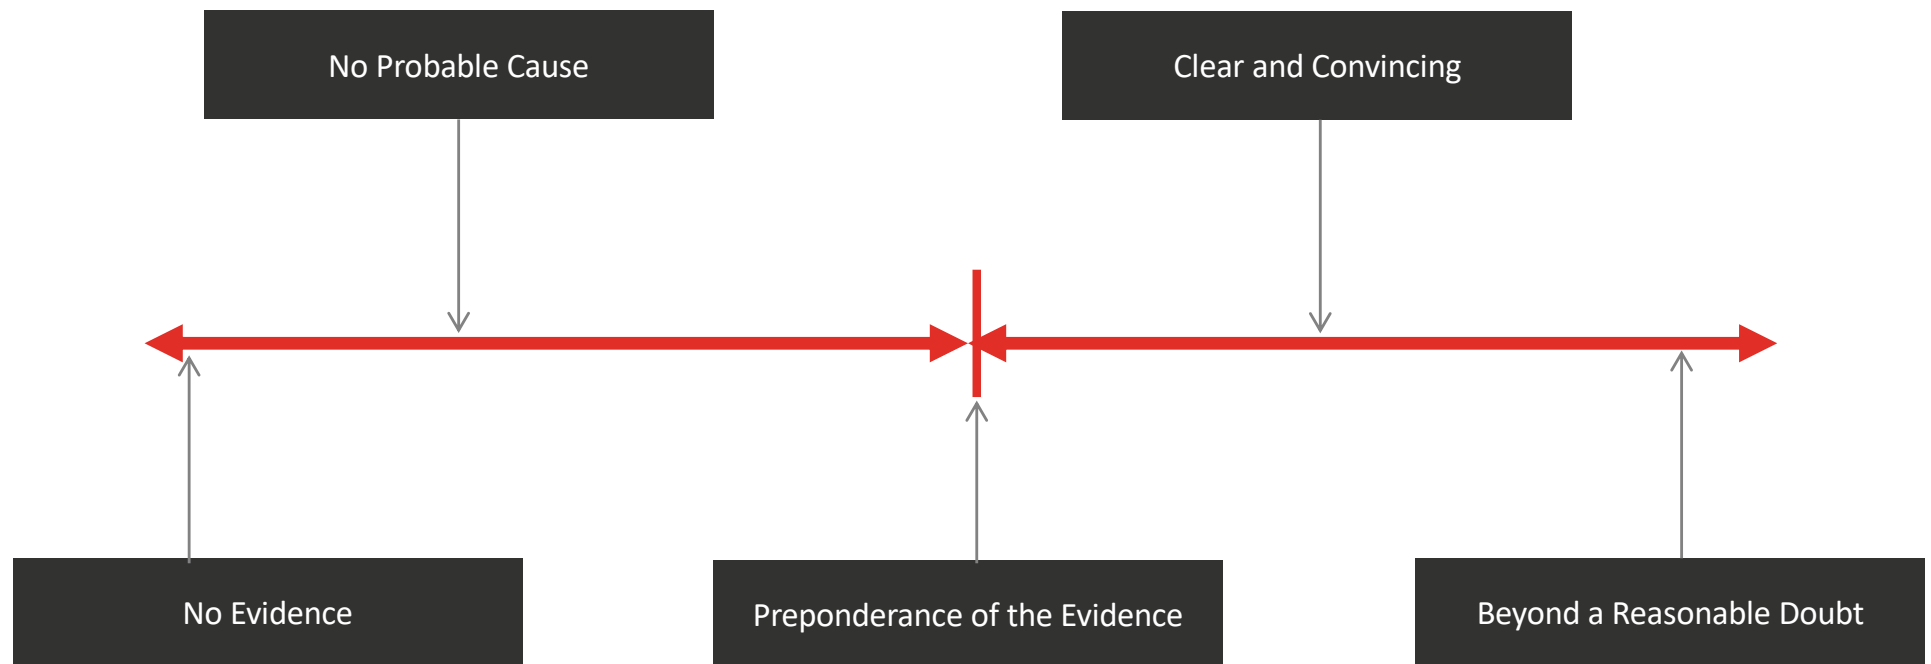 No Probable Cause
Clear and Convincing
No Evidence
Preponderance of the Evidence
Beyond a Reasonable Doubt